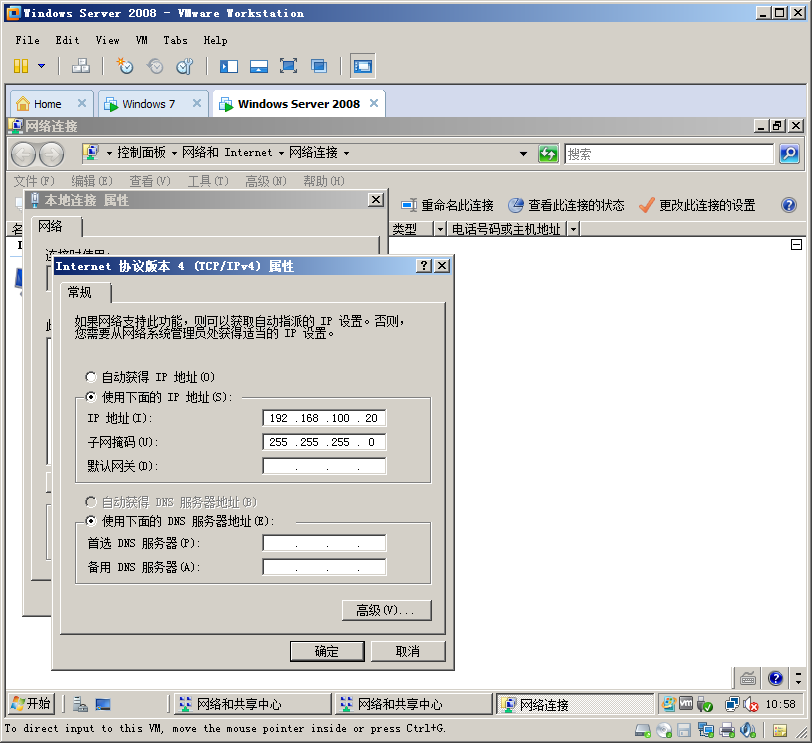 Windows Server 2008 - VMware Workstation
File Edit View VM Tabs Help
Home Windows 7 Windows Server 2008
网络连接
控制面板 网络和 Internet 网络连接 搜索
文件(F) 编辑(E) 查看(V) 工具(T) 高级(N) 帮助(H)
本地连接 属性 重命名此连接 查看此连接的状态 更改此连接的设置
网络 类型 电话号码或主机地址
Internet 协议版本 4 (TCP/IPv4) 属性
常规
如果网络支持此功能，则可以获取自动指派的 IP 设置。否则，
您需要从网络系统管理员处获得适当的 IP 设置。
自动获得 IP 地址(O)
使用下面的 IP 地址(S):
IP 地址(I): 192 .168 .100 . 20
子网掩码(U): 255 .255 .255 . 0
默认网关(D): . . .
自动获得 DNS 服务器地址(B)
使用下面的 DNS 服务器地址(E):
首选 DNS 服务器(P): . . .
备用 DNS 服务器(A): . . .
高级(V)...
确定 取消
开始 网络和共享中心 网络和共享中心 网络连接 10:58
To direct input to this VM, move the mouse pointer inside or press Ctrl+G.